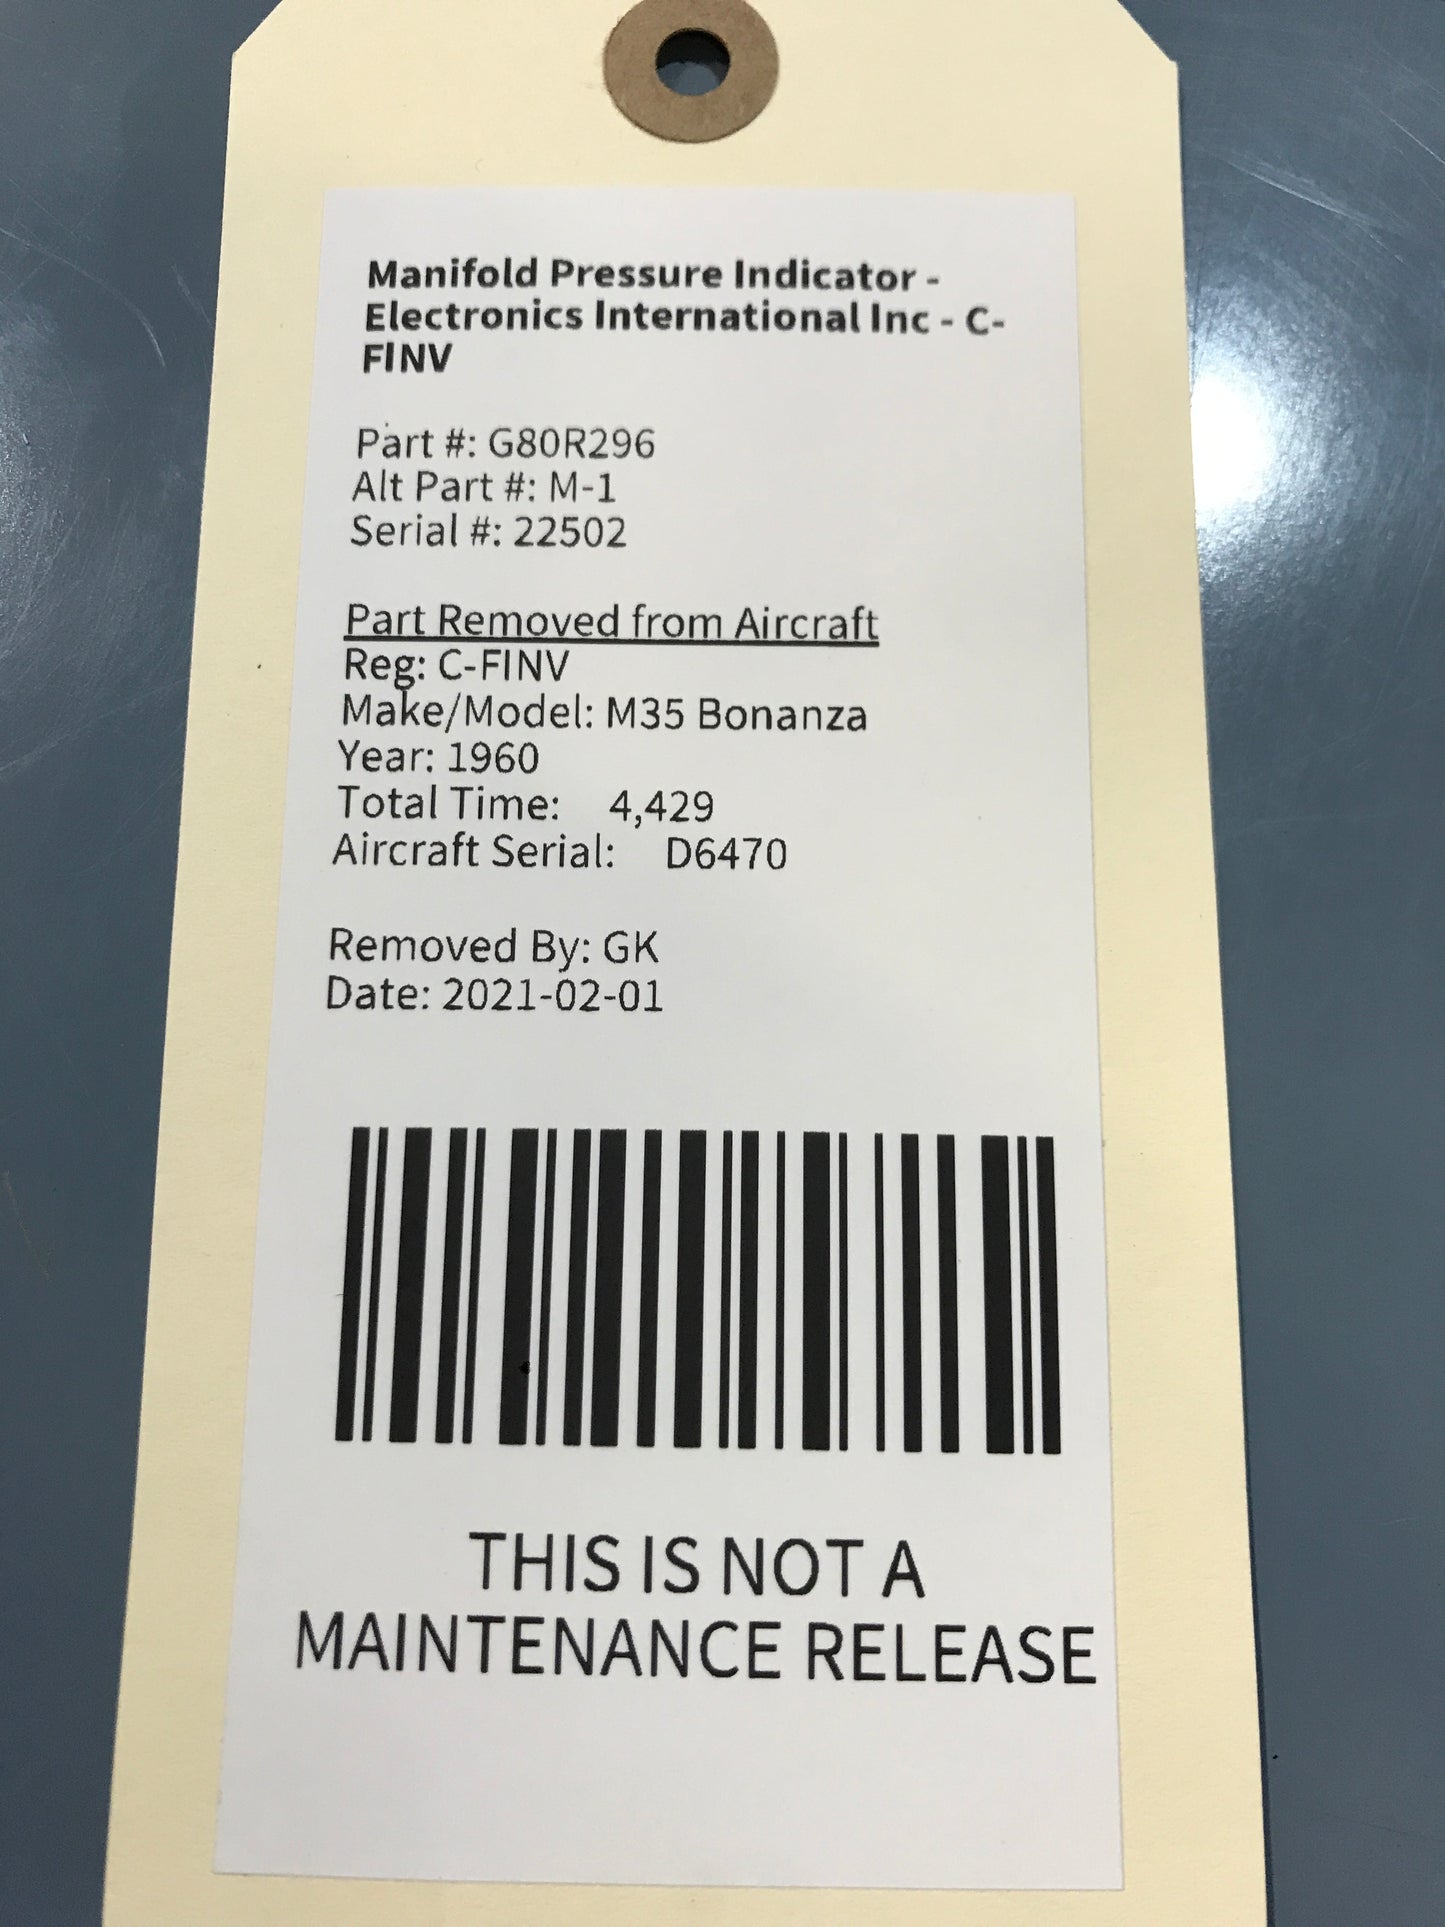 Manifold Pressure Indicator -
Electronics International Inc - C-
FINV
Part #: G80R296
Alt Part #: M-1
Serial #: 22502
Part Removed from Aircraft
Reg: C-FINV
Make/Model: M35 Bonanza
Year: 1960
Total Time: 4,429
Aircraft Serial: D6470
Removed By: GK
Date: 2021-02-01
THIS IS NOT A
MAINTENANCE RELEASE